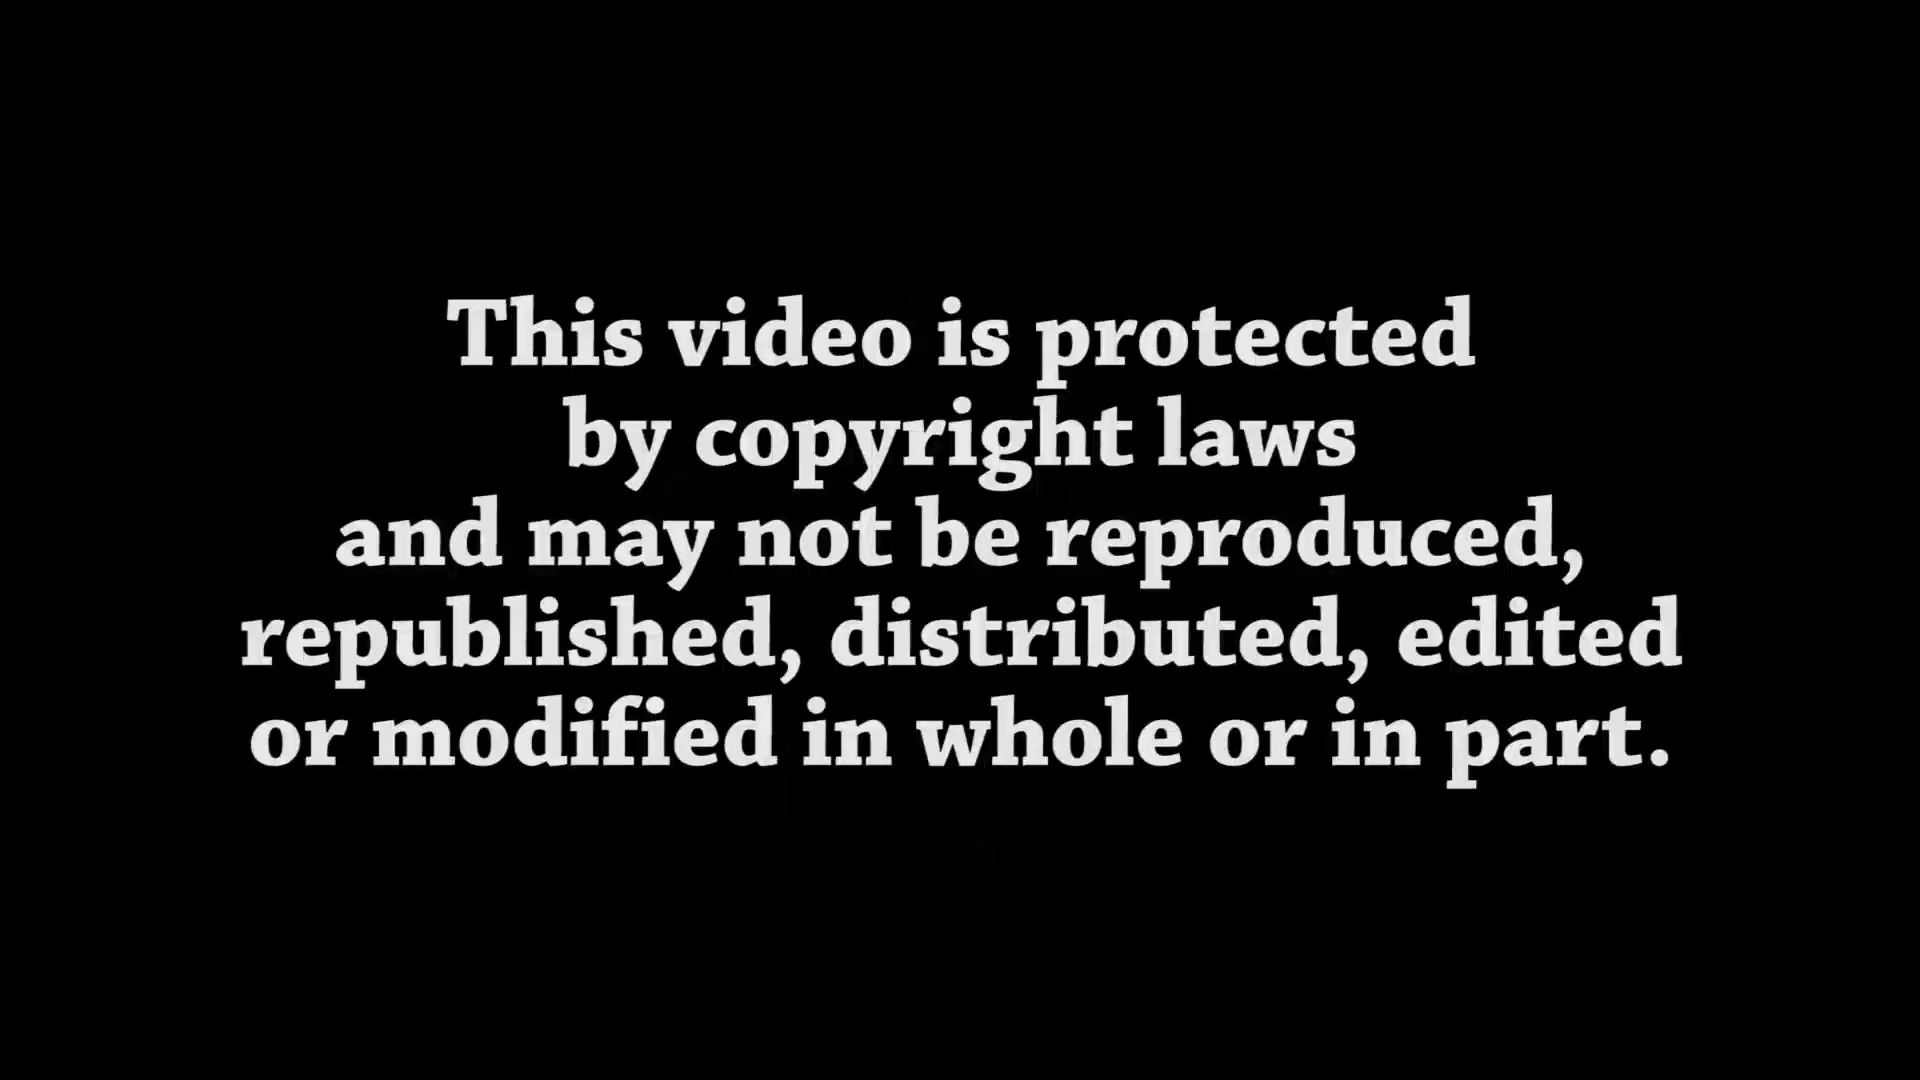 This video is protected
by copyright laws
and may not be reproduced,
republished, distributed, edited
or modified in whole or in part.